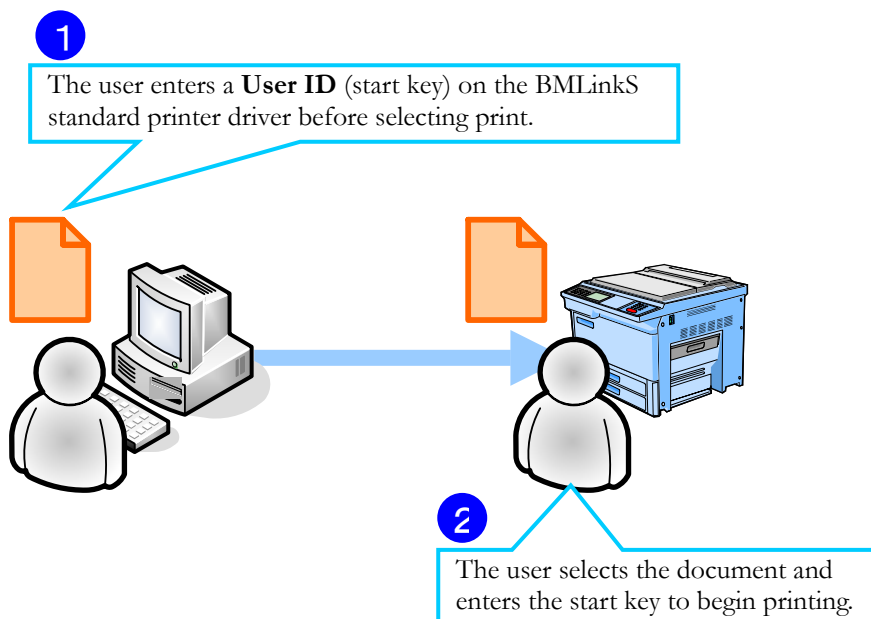 1
The user enters a User ID (start key) on the BMLinkS
standard printer driver before selecting print.
2
The user selects the document and
enters the start key to begin printing.